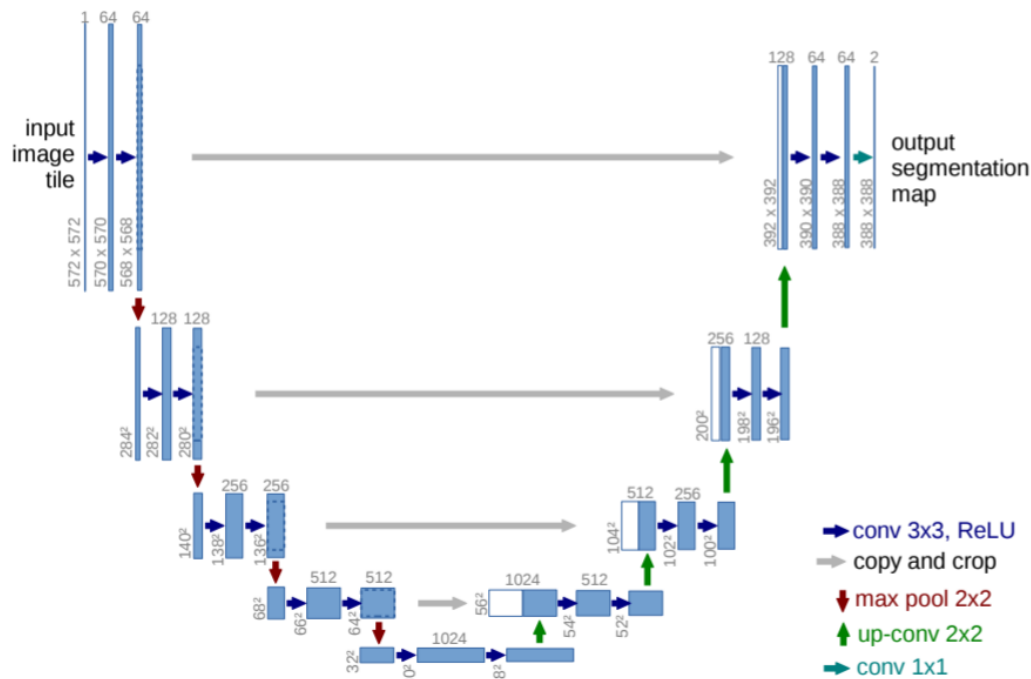 1 64 64
128 64 64 2
input
image
tile
output
segmentation
map
572 x 572
570 x 570
568 x 568
392 x 392
390 x 390
388 x 388
388 x 388
128 128
256 128
284²
282²
280²
200²
198²
196²
256 256
512 256
140²
138²
136²
104²
102²
100²
512 512
1024 512
68²
66²
64²
56²
54²
52²
1024
32²
0²
8²
conv 3x3, ReLU
copy and crop
max pool 2x2
up-conv 2x2
conv 1x1